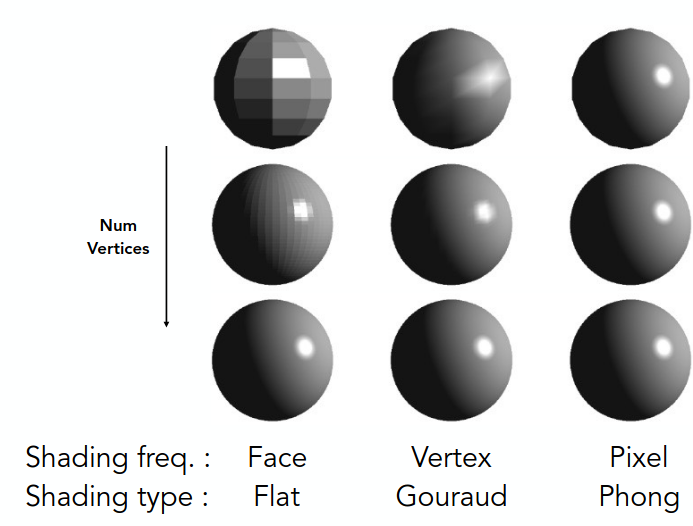 Num
Vertices
Shading freq. : Face Vertex Pixel
Shading type : Flat Gouraud Phong